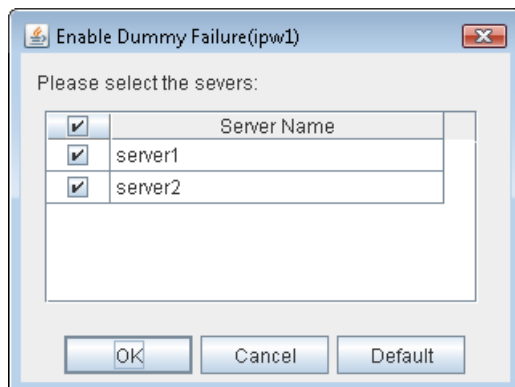 Enable Dummy Failure(ipw1)
Please select the severs:
Server Name
server1
server2
OK Cancel Default